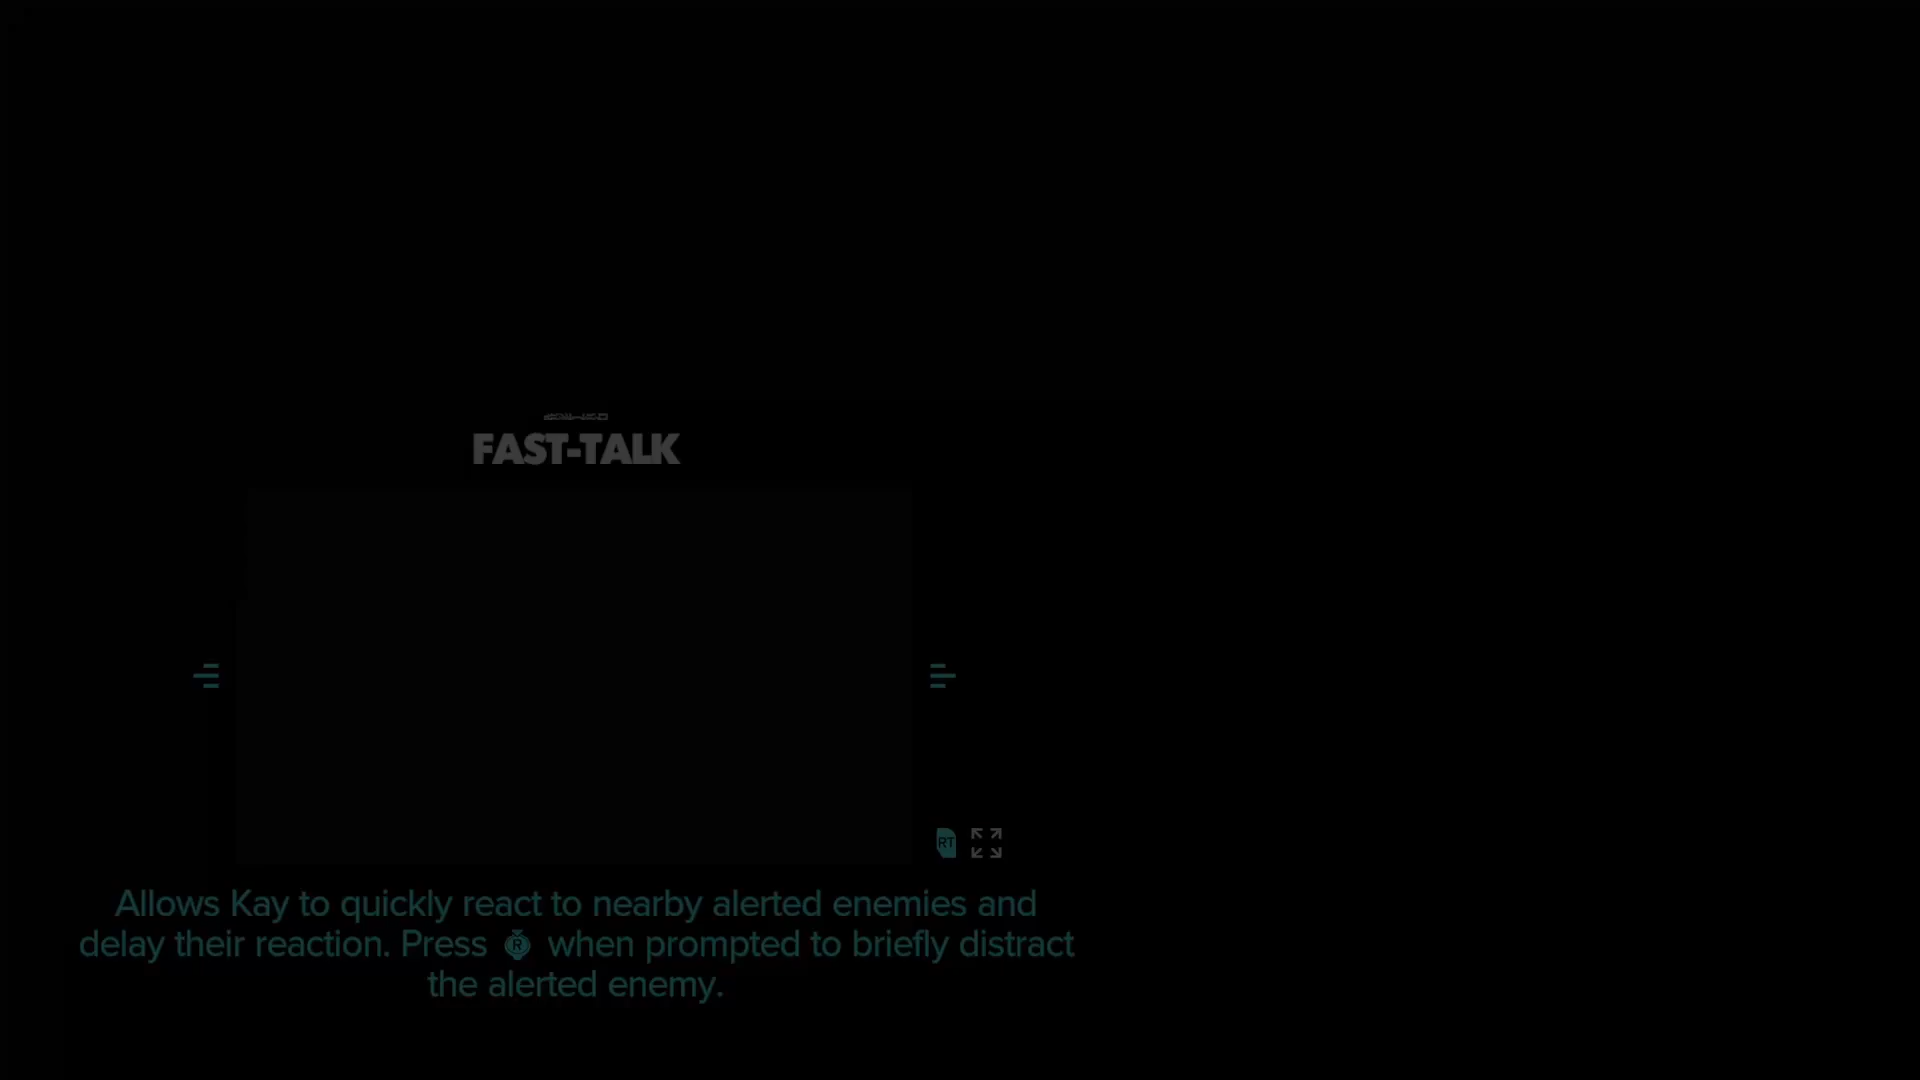 FAST-TALK
RT
Allows Kay to quickly react to nearby alerted enemies and
delay their reaction. Press R when prompted to briefly distract
the alerted enemy.